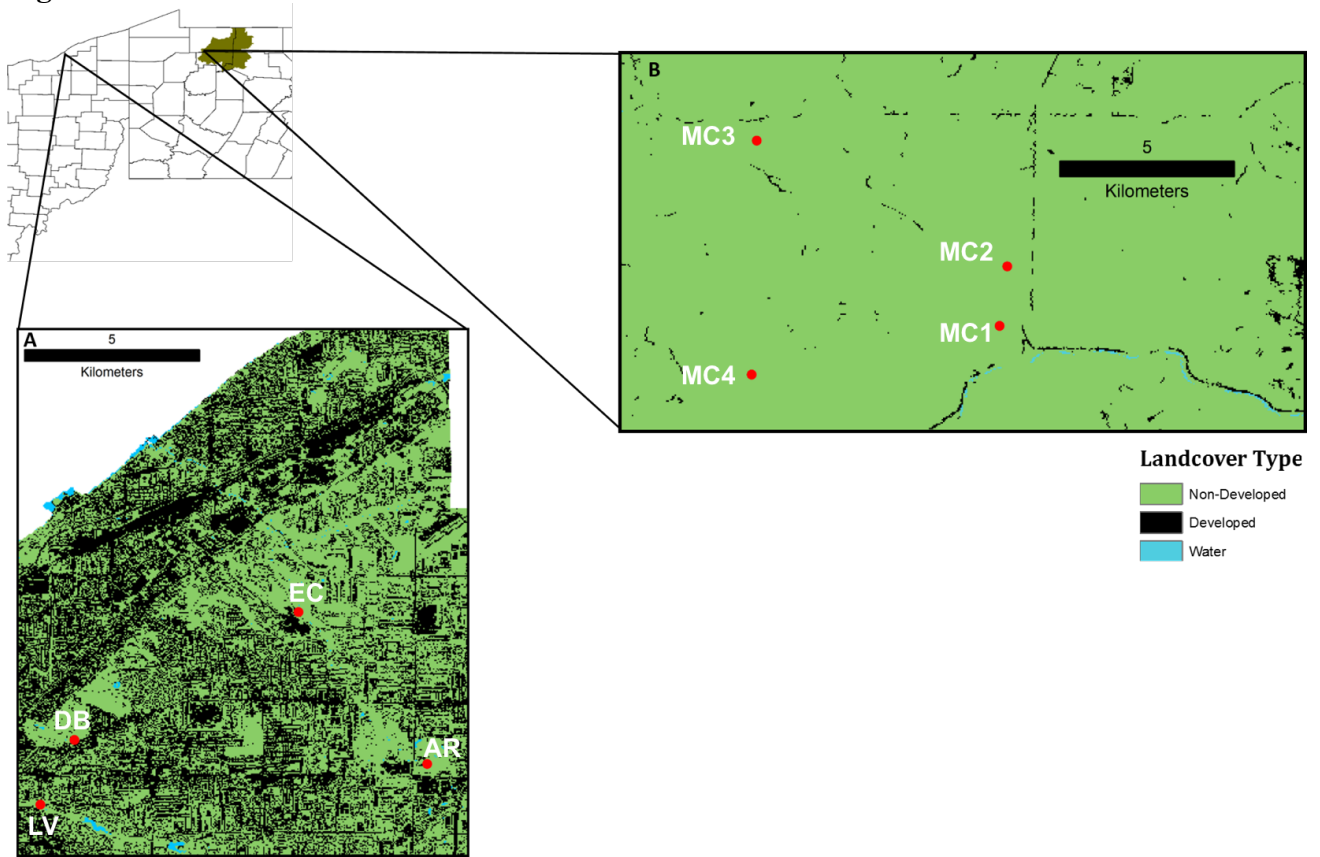 B
MC3
5
Kilometers
MC2
MC1
MC4
A
5
Kilometers
EC
DB
AR
LV
Landcover Type
Non-Developed
Developed
Water